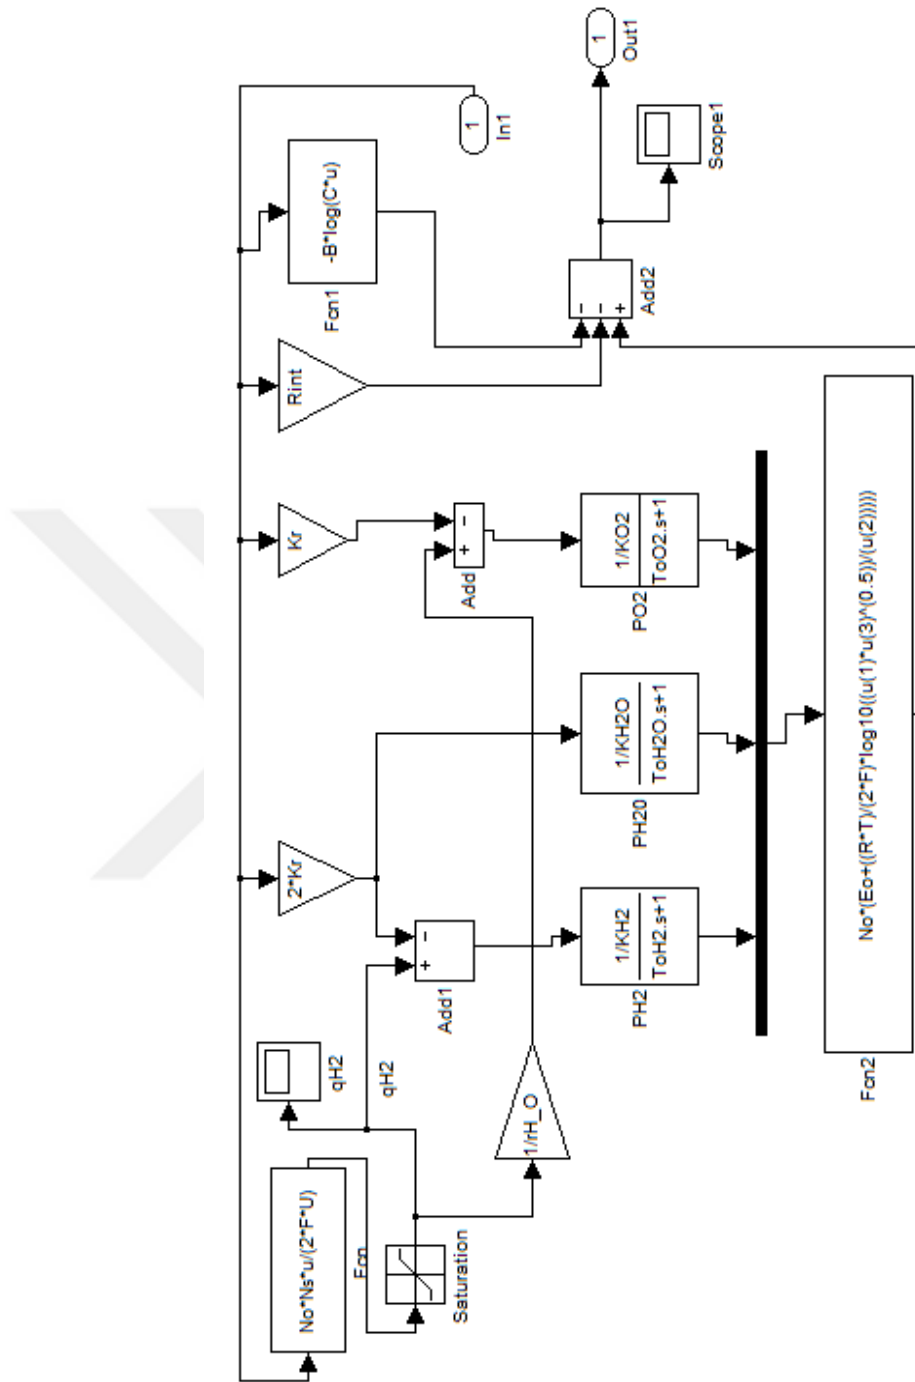 No*Ns*u/(2*F*U)
Fcn
qH2
qH2
2*Kr
Kr
Rint
-B*log(C*u)
Fcn1
1
In1
Saturation
+
-
Add1
+
-
Add
1/rH_O
1/KH2
ToH2.s+1
PH2
1/KH2O
ToH2O.s+1
PH20
1/KO2
ToO2.s+1
PO2
+
-
-
Add2
1
Out1
Scope1
No*(Eo+((R*T)/(2*F)*log10((u(1)*u(3)^(0.5))/(u(2)))))
Fcn2